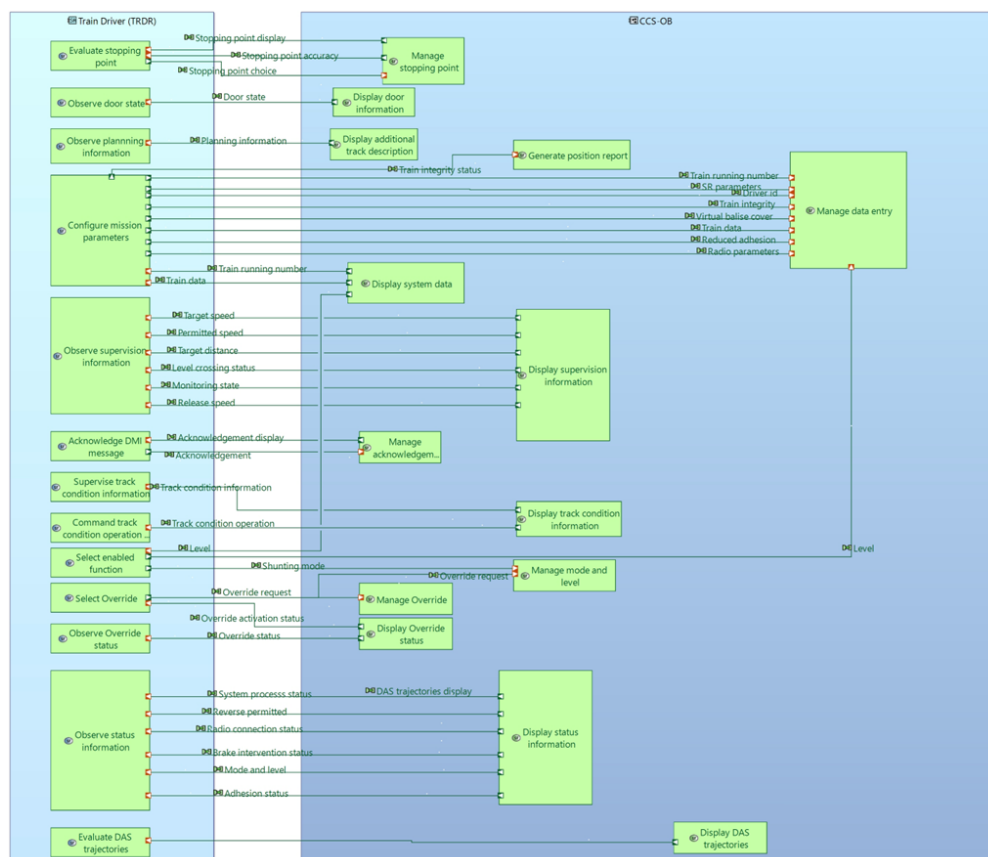 Train Driver (TRDR)
CCS-OB
Evaluate stopping
point
Stopping point display
Stopping point accuracy
Stopping point choice
Manage
stopping point
Observe door state
Door state
Display door
information
Observe plannning
information
Planning information
Display additional
track description
Generate position report
Train integrity status
Configure mission
parameters
Train running number
SR parameters
Driver id
Train integrity
Virtual balise cover
Train data
Reduced adhesion
Radio parameters
Manage data entry
Train running number
Train data
Display system data
Observe supervision
information
Target speed
Permitted speed
Target distance
Level crossing status
Monitoring state
Release speed
Display supervision
information
Acknowledge DMI
message
Acknowledgement display
Acknowledgement
Manage
acknowledgem...
Supervise track
condition information
Track condition information
Display track condition
information
Command track
condition operation ...
Track condition operation
Select enabled
function
Level
Level
Shunting mode
Override request
Manage mode and
level
Select Override
Override request
Manage Override
Override activation status
Display Override
status
Observe Override
status
Override status
Observe status
information
System processs status
DAS trajectories display
Reverse permitted
Radio connection status
Brake intervention status
Mode and level
Adhesion status
Display status
information
Evaluate DAS
trajectories
Display DAS
trajectories